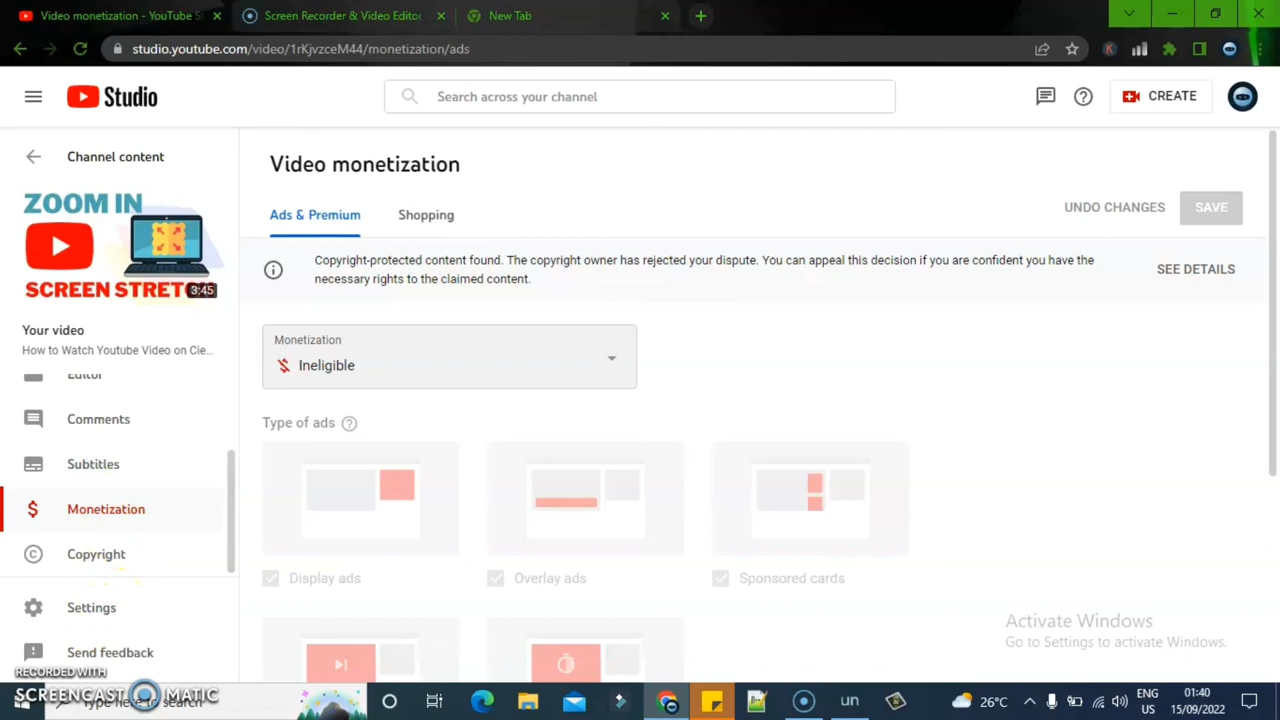 Video monetization - YouTube S
Screen Recorder & Video Editor
New Tab
studio.youtube.com/video/1rKjvzceM44/monetization/ads
Studio
Search across your channel
CREATE
Channel content
ZOOM IN
SCREEN STRETC
3:45
Your video
How to Watch Youtube Video on Cie...
Editor
Comments
Subtitles
Monetization
Copyright
Settings
Send feedback
Video monetization
Ads & Premium
Shopping
UNDO CHANGES
SAVE
Copyright-protected content found. The copyright owner has rejected your dispute. You can appeal this decision if you are confident you have the
necessary rights to the claimed content.
SEE DETAILS
Monetization
Ineligible
Type of ads
Display ads
Overlay ads
Sponsored cards
Activate Windows
Go to Settings to activate Windows.
RECORDED WITH
SCREENCAST MATIC
Type here to search
un
26°C
ENG
US
01:40
15/09/2022